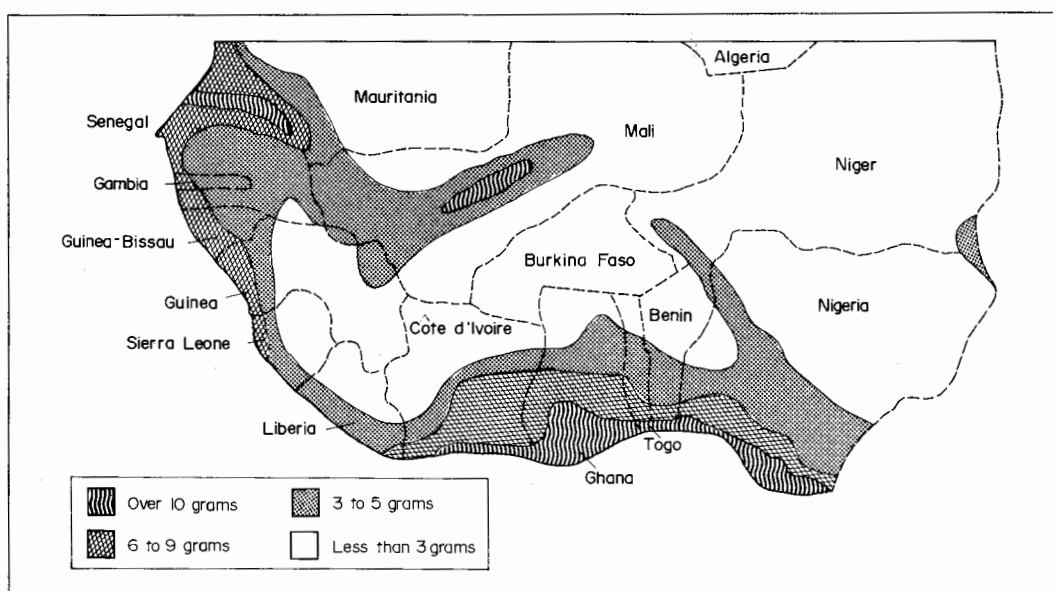 Algeria
Mauritania
Mali
Senegal
Niger
Gambia
Guinea-Bissau
Burkina Faso
Guinea
Benin
Nigeria
Cote d'Ivoire
Sierra Leone
Liberia
Togo
Ghana
Over 10 grams
3 to 5 grams
6 to 9 grams
Less than 3 grams